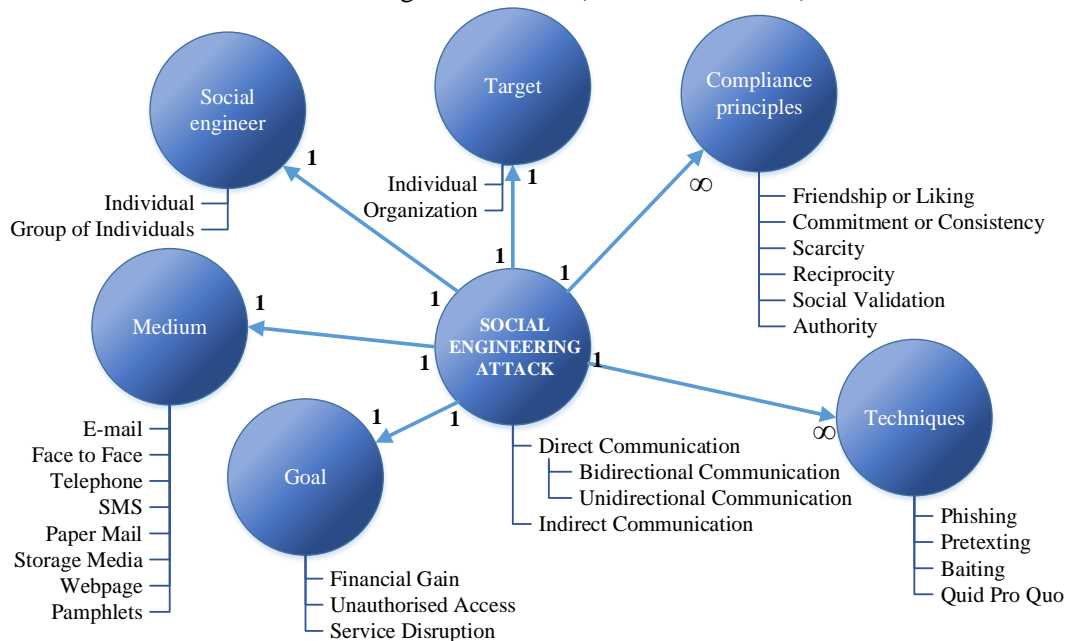 Social
engineer
1
Individual
Group of Individuals
Target
1
Individual
Organization
Compliance
principles
∞
Friendship or Liking
Commitment or Consistency
Scarcity
Reciprocity
Social Validation
Authority
Medium
1
E-mail
Face to Face
Telephone
SMS
Paper Mail
Storage Media
Webpage
Pamphlets
1
1
1
1
1
1
SOCIAL
ENGINEERING
ATTACK
Direct Communication
Bidirectional Communication
Unidirectional Communication
Indirect Communication
Goal
1
Financial Gain
Unauthorised Access
Service Disruption
Techniques
∞
Phishing
Pretexting
Baiting
Quid Pro Quo